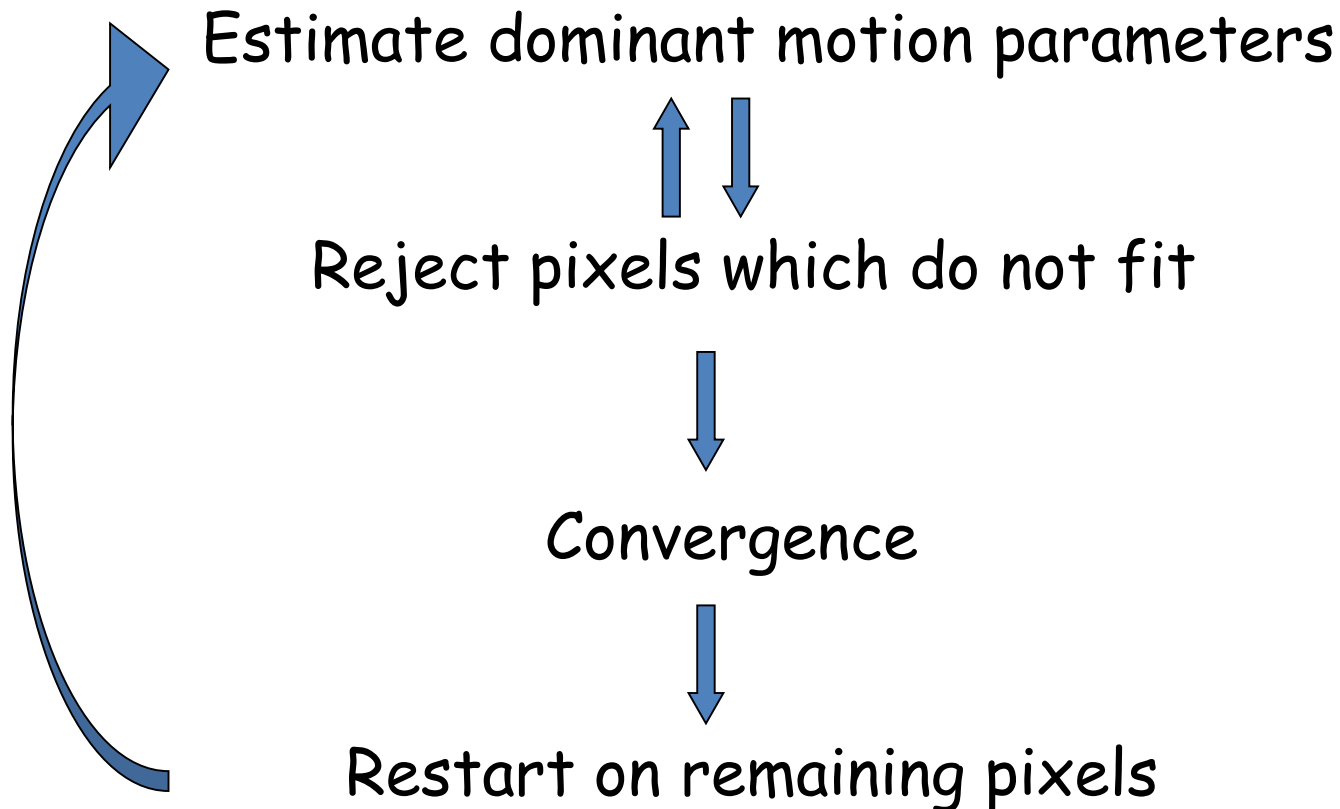 Estimate dominant motion parameters
Reject pixels which do not fit
Convergence
Restart on remaining pixels